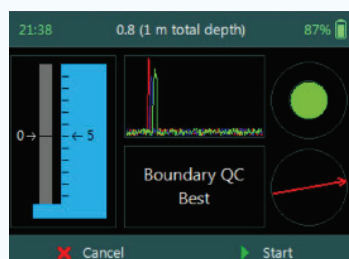 21:38 0.8 (1 m total depth) 87%
0→ ←5
Boundary QC
Best
Cancel Start